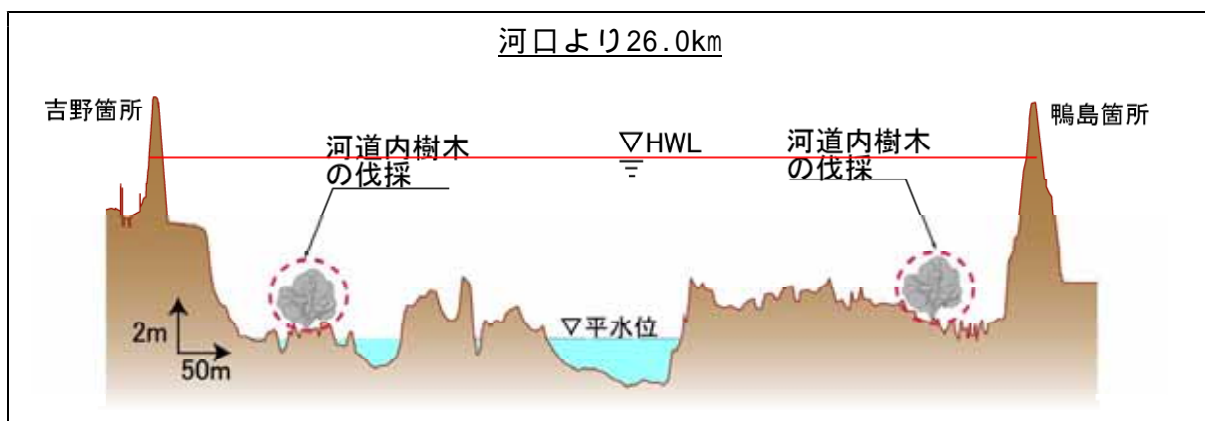 河口より26.0km
吉野箇所
鴨島箇所
河道内樹木
の伐採
▽HWL
河道内樹木
の伐採
▽平水位
2m
50m